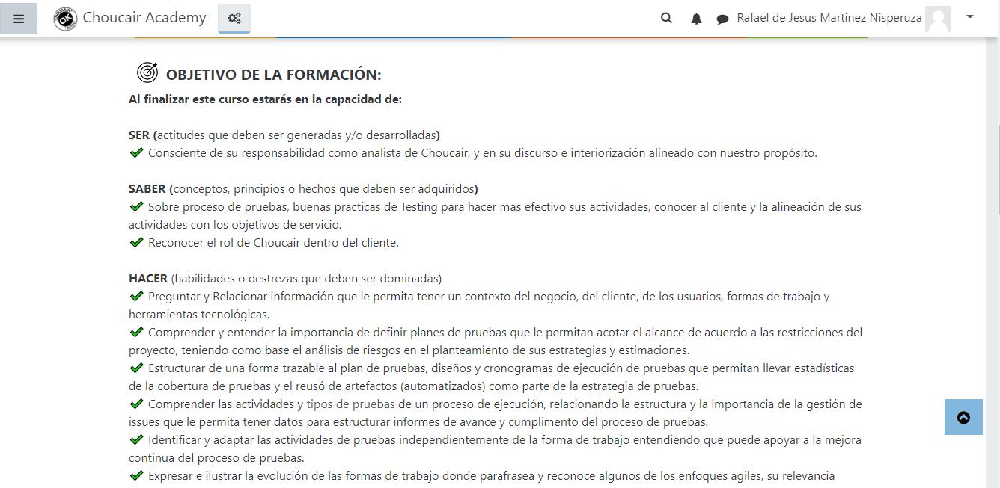 Choucair Academy
Rafael de Jesus Martinez Nisperuza
OBJETIVO DE LA FORMACIÓN:
Al finalizar este curso estarás en la capacidad de:
SER (actitudes que deben ser generadas y/o desarrolladas)
Consciente de su responsabilidad como analista de Choucair, y en su discurso e interiorización alineado con nuestro propósito.
SABER (conceptos, principios o hechos que deben ser adquiridos)
Sobre proceso de pruebas, buenas practicas de Testing para hacer mas efectivo sus actividades, conocer al cliente y la alineación de sus
actividades con los objetivos de servicio.
Reconocer el rol de Choucair dentro del cliente.
HACER (habilidades o destrezas que deben ser dominadas)
Preguntar y Relacionar información que le permita tener un contexto del negocio, del cliente, de los usuarios, formas de trabajo y
herramientas tecnológicas.
Comprender y entender la importancia de definir planes de pruebas que le permitan acotar el alcance de acuerdo a las restricciones del
proyecto, teniendo como base el análisis de riesgos en el planteamiento de sus estrategias y estimaciones.
Estructurar de una forma trazable al plan de pruebas, diseños y cronogramas de ejecución de pruebas que permitan llevar estadísticas
de la cobertura de pruebas y el reusó de artefactos (automatizados) como parte de la estrategia de pruebas.
Comprender las actividades y tipos de pruebas de un proceso de ejecución, relacionando la estructura y la importancia de la gestión de
issues que le permita tener datos para estructurar informes de avance y cumplimento del proceso de pruebas.
Identificar y adaptar las actividades de pruebas independientemente de la forma de trabajo entendiendo que puede apoyar a la mejora
continua del proceso de pruebas.
Expresar e ilustrar la evolución de las formas de trabajo donde parafrasea y reconoce algunos de los enfoques agiles, su relevancia